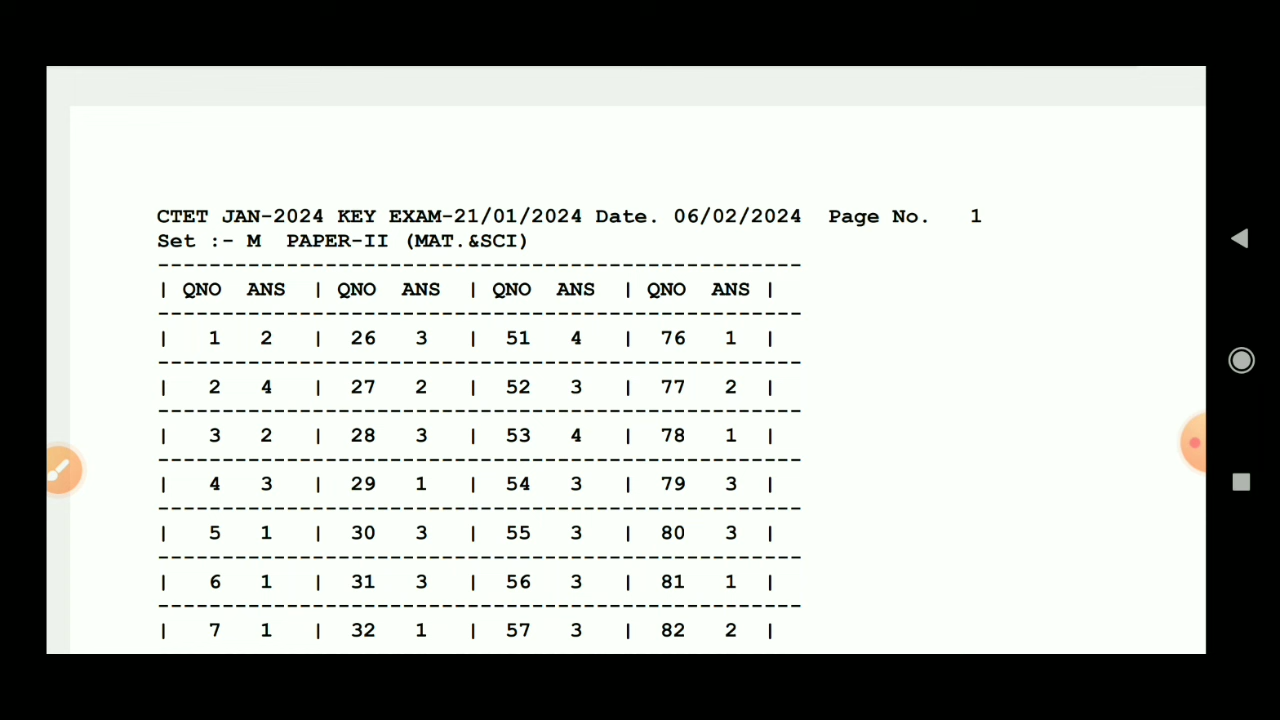 CTET JAN-2024 KEY EXAM-21/01/2024 Date. 06/02/2024 Page No. 1
Set :- M PAPER-II (MAT.&SCI)
--------------------------------------------------
| QNO ANS | QNO ANS | QNO ANS | QNO ANS |
--------------------------------------------------
| 1 2 | 26 3 | 51 4 | 76 1 |
--------------------------------------------------
| 2 4 | 27 2 | 52 3 | 77 2 |
--------------------------------------------------
| 3 2 | 28 3 | 53 4 | 78 1 |
--------------------------------------------------
| 4 3 | 29 1 | 54 3 | 79 3 |
--------------------------------------------------
| 5 1 | 30 3 | 55 3 | 80 3 |
--------------------------------------------------
| 6 1 | 31 3 | 56 3 | 81 1 |
--------------------------------------------------
| 7 1 | 32 1 | 57 3 | 82 2 |